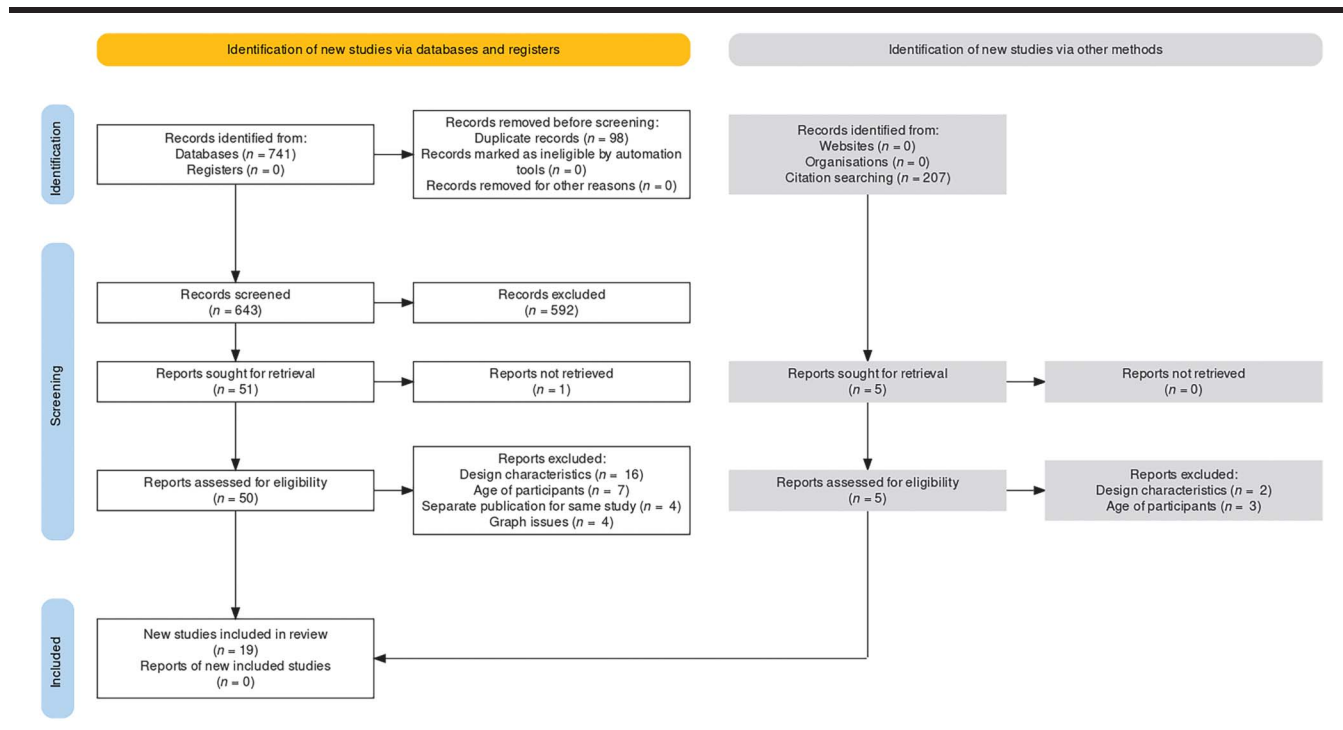 Identification of new studies via databases and registers
Identification of new studies via other methods
Identification
Records identified from:
Databases (n = 741)
Registers (n = 0)
Records removed before screening:
Duplicate records (n = 98)
Records marked as ineligible by automation
tools (n = 0)
Records removed for other reasons (n = 0)
Records identified from:
Websites (n = 0)
Organisations (n = 0)
Citation searching (n = 207)
Screening
Records screened
(n = 643)
Records excluded
(n = 592)
Reports sought for retrieval
(n = 51)
Reports not retrieved
(n = 1)
Reports sought for retrieval
(n = 5)
Reports not retrieved
(n = 0)
Reports assessed for eligibility
(n = 50)
Reports excluded:
Design characteristics (n = 16)
Age of participants (n = 7)
Separate publication for same study (n = 4)
Graph issues (n = 4)
Reports assessed for eligibility
(n = 5)
Reports excluded:
Design characteristics (n = 2)
Age of participants (n = 3)
Included
New studies included in review
(n = 19)
Reports of new included studies
(n = 0)